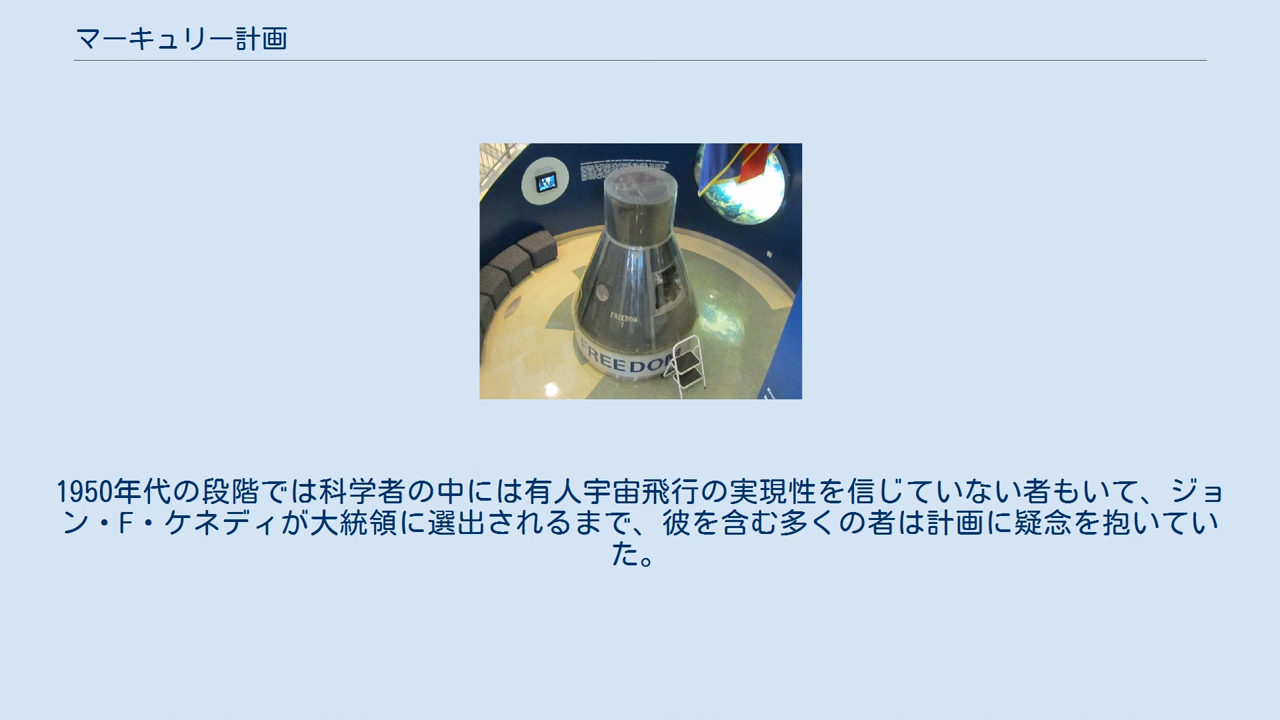 マーキュリー計画
FREEDOM
7
FREEDOM
1950年代の段階では科学者の中には有人宇宙飛行の実現性を信じていない者もいて、ジョ
ン・F・ケネディが大統領に選出されるまで、彼を含む多くの者は計画に疑念を抱いてい
た。